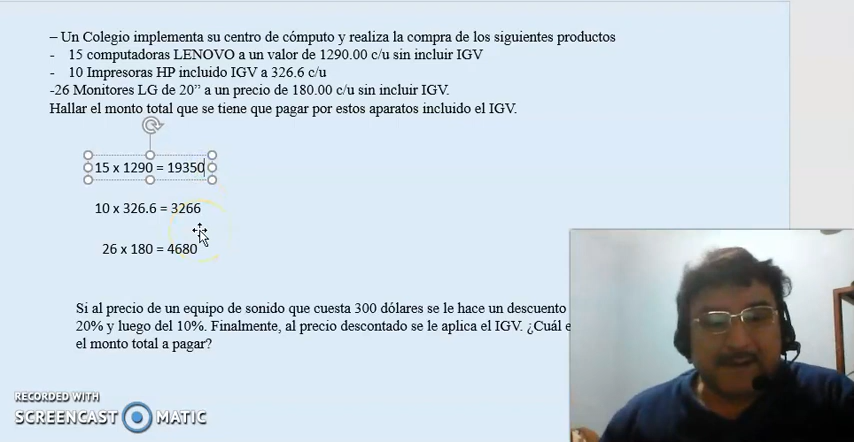 – Un Colegio implementa su centro de cómputo y realiza la compra de los siguientes productos
- 15 computadoras LENOVO a un valor de 1290.00 c/u sin incluir IGV
- 10 Impresoras HP incluido IGV a 326.6 c/u
-26 Monitores LG de 20” a un precio de 180.00 c/u sin incluir IGV.
Hallar el monto total que se tiene que pagar por estos aparatos incluido el IGV.
15 x 1290 = 19350
10 x 326.6 = 3266
26 x 180 = 4680
Si al precio de un equipo de sonido que cuesta 300 dólares se le hace un descuento
20% y luego del 10%. Finalmente, al precio descontado se le aplica el IGV. ¿Cuál e
el monto total a pagar?
RECORDED WITH
SCREENCAST MATIC